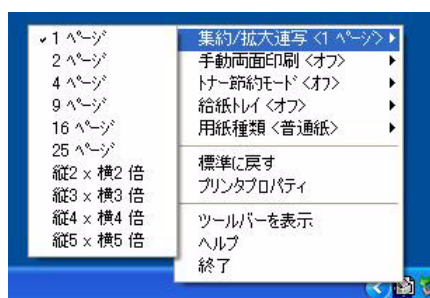 ✓1 ﾍﾟｰｼﾞ
2 ﾍﾟｰｼﾞ
4 ﾍﾟｰｼﾞ
9 ﾍﾟｰｼﾞ
16 ﾍﾟｰｼﾞ
25 ﾍﾟｰｼﾞ
縦2 x 横2 倍
縦3 x 横3 倍
縦4 x 横4 倍
縦5 x 横5 倍
集約/拡大連写 <1 ﾍﾟｰｼﾞ>
手動両面印刷 <オフ>
トナー節約モード <オフ>
給紙トレイ <オフ>
用紙種類 <普通紙>
標準に戻す
プリンタプロパティ
ツールバーを表示
ヘルプ
終了